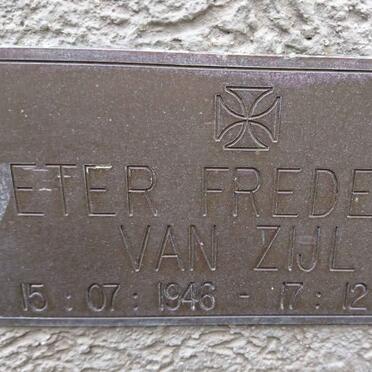 ETER FREDE
VAN ZIJL
15 : 07 : 1946 - 17 : 12